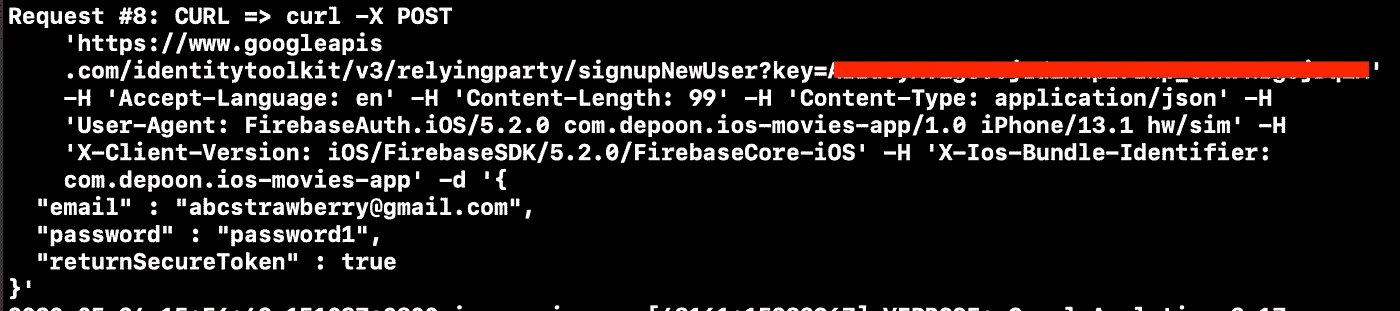 Request #8: CURL => curl -X POST
'https://www.googleapis
.com/identitytoolkit/v3/relyingparty/signupNewUser?key=
-H 'Accept-Language: en' -H 'Content-Length: 99' -H 'Content-Type: application/json' -H
'User-Agent: FirebaseAuth.iOS/5.2.0 com.depoon.ios-movies-app/1.0 iPhone/13.1 hw/sim' -H
'X-Client-Version: iOS/FirebaseSDK/5.2.0/FirebaseCore-iOS' -H 'X-Ios-Bundle-Identifier:
com.depoon.ios-movies-app' -d '{
"email" : "abcstrawberry@gmail.com",
"password" : "password1",
"returnSecureToken" : true
}'